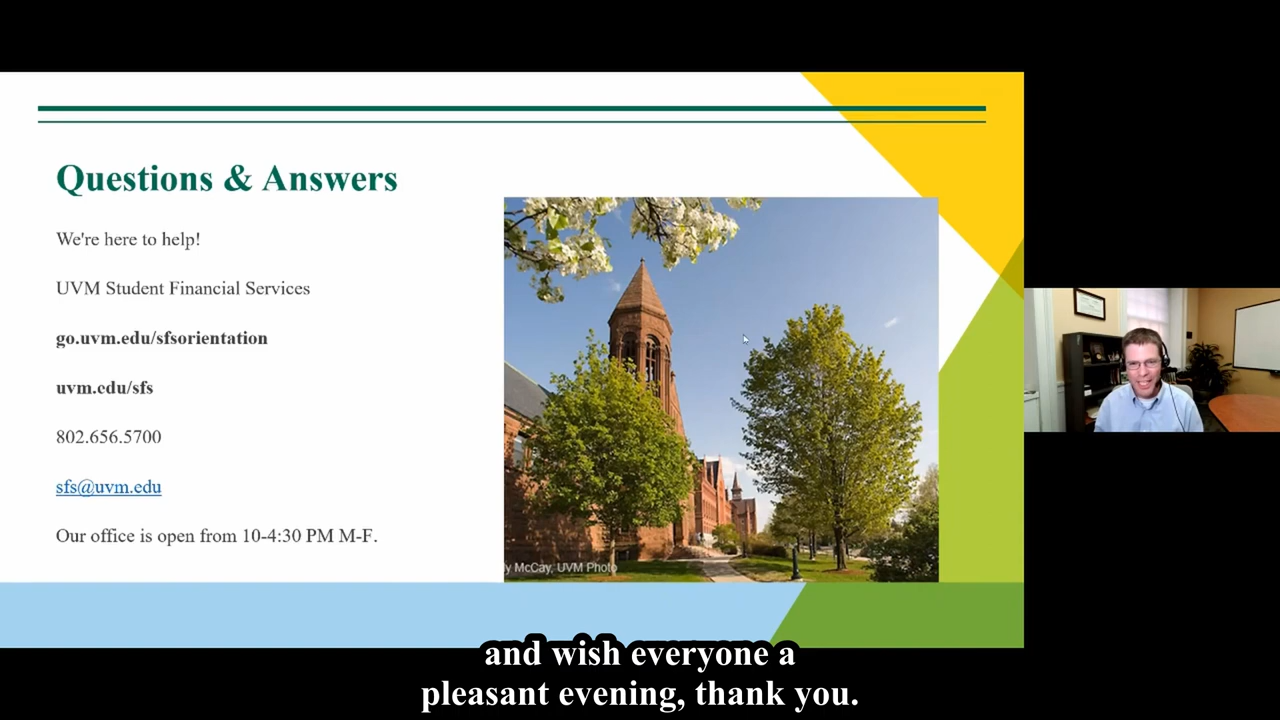 Questions & Answers
We're here to help!
UVM Student Financial Services
go.uvm.edu/sfsorientation
uvm.edu/sfs
802.656.5700
sfs@uvm.edu
Our office is open from 10-4:30 PM M-F.
y McCay, UVM Photo
and wish everyone a
pleasant evening, thank you.